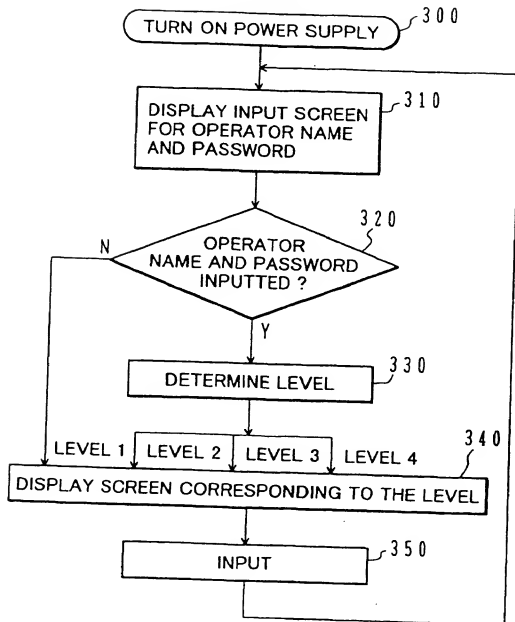 TURN ON POWER SUPPLY
300
DISPLAY INPUT SCREEN
FOR OPERATOR NAME
AND PASSWORD
310
320
OPERATOR
NAME AND PASSWORD
INPUTTED ?
N
Y
DETERMINE LEVEL
330
LEVEL 1
LEVEL 2
LEVEL 3
LEVEL 4
340
DISPLAY SCREEN CORRESPONDING TO THE LEVEL
INPUT
350